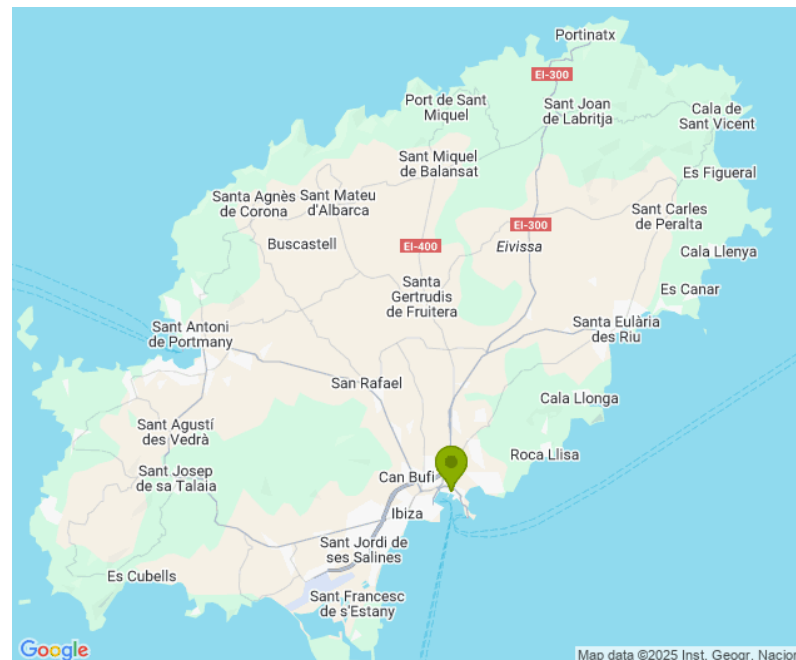 Portinatx
EI-300
Port de Sant
Miquel
Sant Joan
de Labritja
Cala de
Sant Vicent
Sant Miquel
de Balansat
Es Figueral
Santa Agnès
de Corona
Sant Mateu
d'Albarca
Sant Carles
de Peralta
EI-300
Buscastell
EI-400
Eivissa
Cala Llenya
Santa
Gertrudis
de Fruitera
Es Canar
Sant Antoni
de Portmany
Santa Eulària
des Riu
San Rafael
Cala Llonga
Sant Agustí
des Vedrà
Roca Llisa
Sant Josep
de sa Talaia
Can Bufi
Ibiza
Sant Jordi de
ses Salines
Es Cubells
Sant Francesc
de s'Estany
Google
Map data ©2025 Inst. Geogr. Nacior